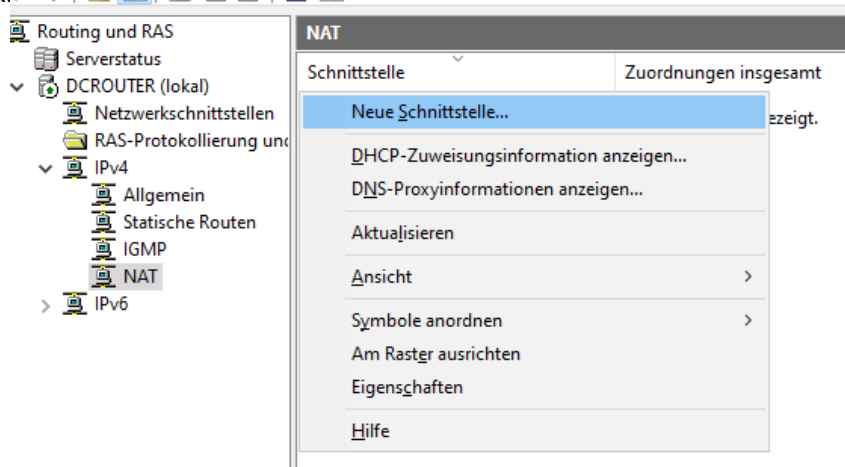 Routing und RAS
Serverstatus
DCROUTER (lokal)
Netzwerkschnittstellen
RAS-Protokollierung und
IPv4
Allgemein
Statische Routen
IGMP
NAT
IPv6
NAT
Schnittstelle Zuordnungen insgesamt
ezeigt.
Neue Schnittstelle...
DHCP-Zuweisungsinformation anzeigen...
DNS-Proxyinformationen anzeigen...
Aktualisieren
Ansicht
Symbole anordnen
Am Raster ausrichten
Eigenschaften
Hilfe